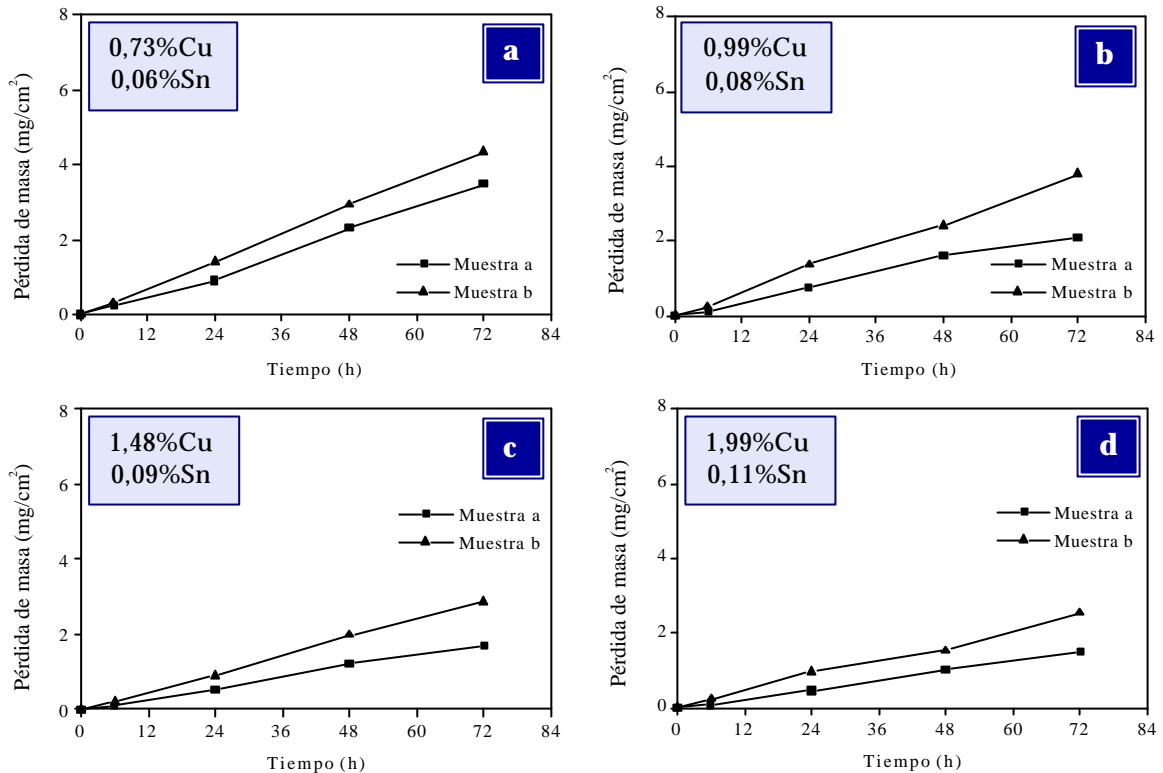 0,73%Cu
0,06%Sn
a
Pérdida de masa (mg/cm²)
8
6
4
2
0
Muestra a
Muestra b
0 12 24 36 48 60 72 84
Tiempo (h)
0,99%Cu
0,08%Sn
b
Pérdida de masa (mg/cm²)
8
6
4
2
0
Muestra a
Muestra b
0 12 24 36 48 60 72 84
Tiempo (h)
1,48%Cu
0,09%Sn
c
Pérdida de masa (mg/cm²)
8
6
4
2
0
Muestra a
Muestra b
0 12 24 36 48 60 72 84
Tiempo (h)
1,99%Cu
0,11%Sn
d
Pérdida de masa (mg/cm²)
8
6
4
2
0
Muestra a
Muestra b
0 12 24 36 48 60 72 84
Tiempo (h)